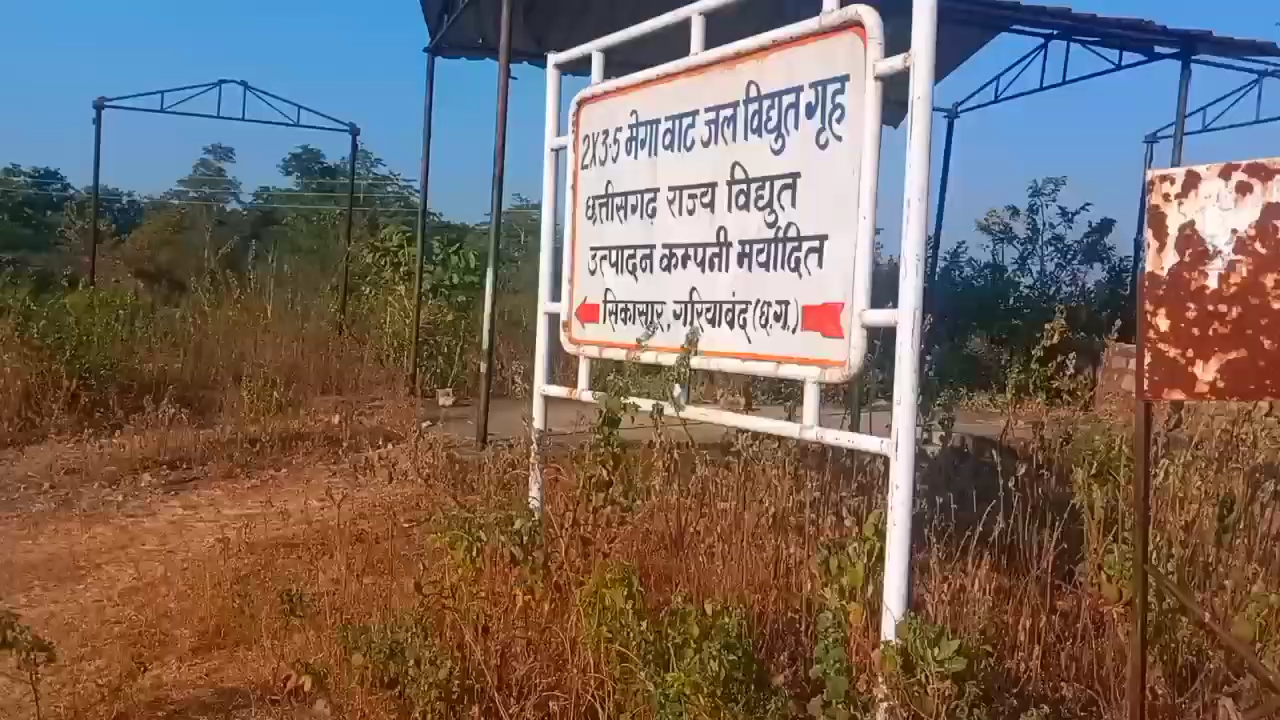 2X3.5 मेगा वाट जल विद्युत गृह
छत्तीसगढ़ राज्य विद्युत
उत्पादन कम्पनी मर्यादित
सिकासार, गरियाबंद (छ.ग.)